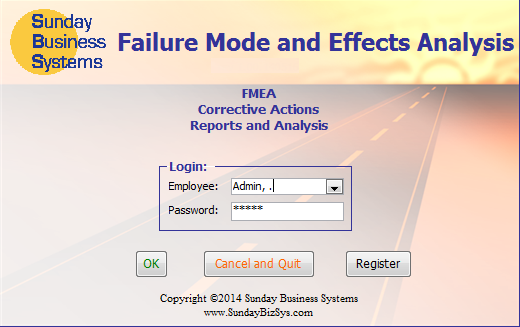 Sunday
Business
Systems
Failure Mode and Effects Analysis
FMEA
Corrective Actions
Reports and Analysis
Login:
Employee: Admin, .
Password: *****
OK Cancel and Quit Register
Copyright ©2014 Sunday Business Systems
www.SundayBizSys.com